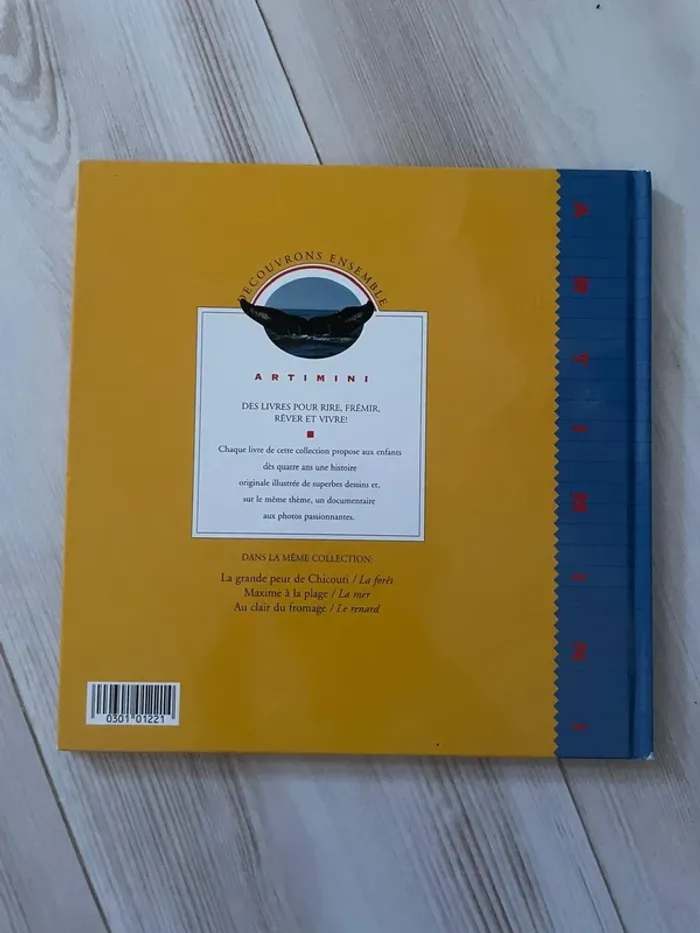 DECOUVRONS ENSEMBLE
ARTIMINI
DES LIVRES POUR RIRE, FRÉMIR,
RÊVER ET VIVRE!
Chaque livre de cette collection propose aux enfants
dès quatre ans une histoire
originale illustrée de superbes dessins et,
sur le même thème, un documentaire
aux photos passionnantes.
DANS LA MÊME COLLECTION:
La grande peur de Chicouti / La forêt
Maxime à la plage / La mer
Au clair du fromage / Le renard
0301 01221
ARTIMINI